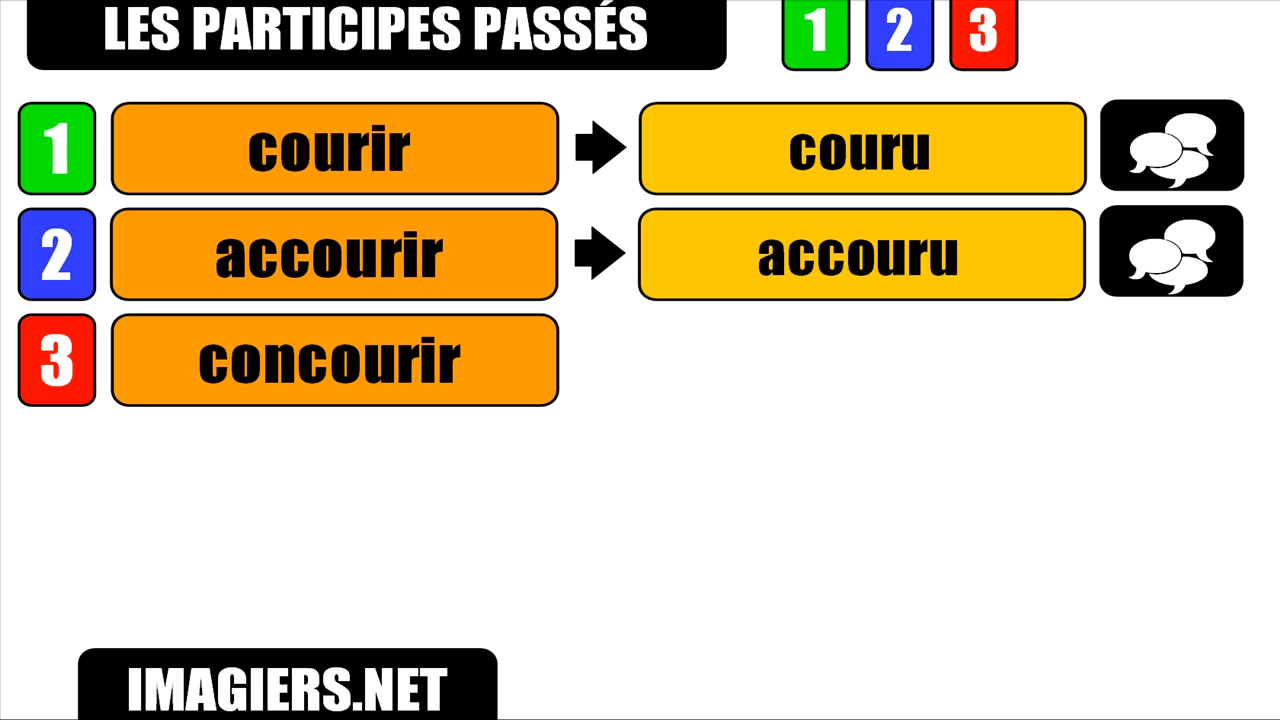 LES PARTICIPES PASSÉS 1 2 3
1 courir couru
2 accourir accouru
3 concourir
IMAGIERS.NET